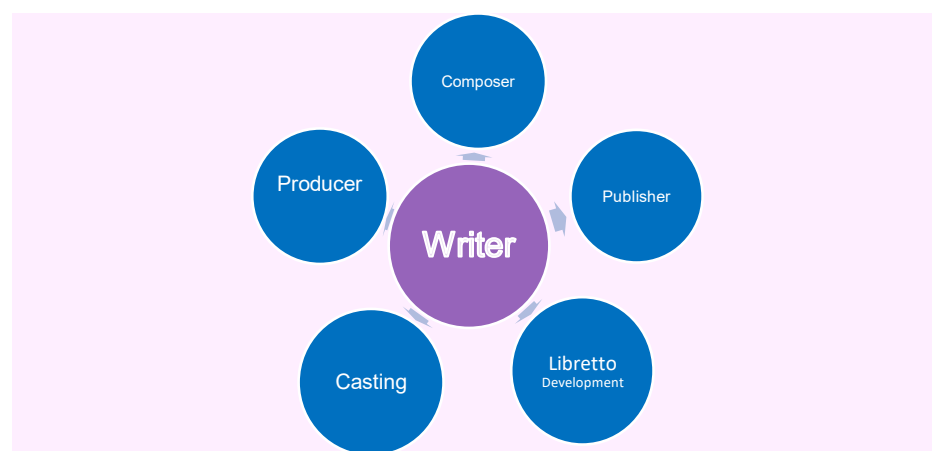 Composer
Producer
Publisher
Writer
Libretto
Development
Casting